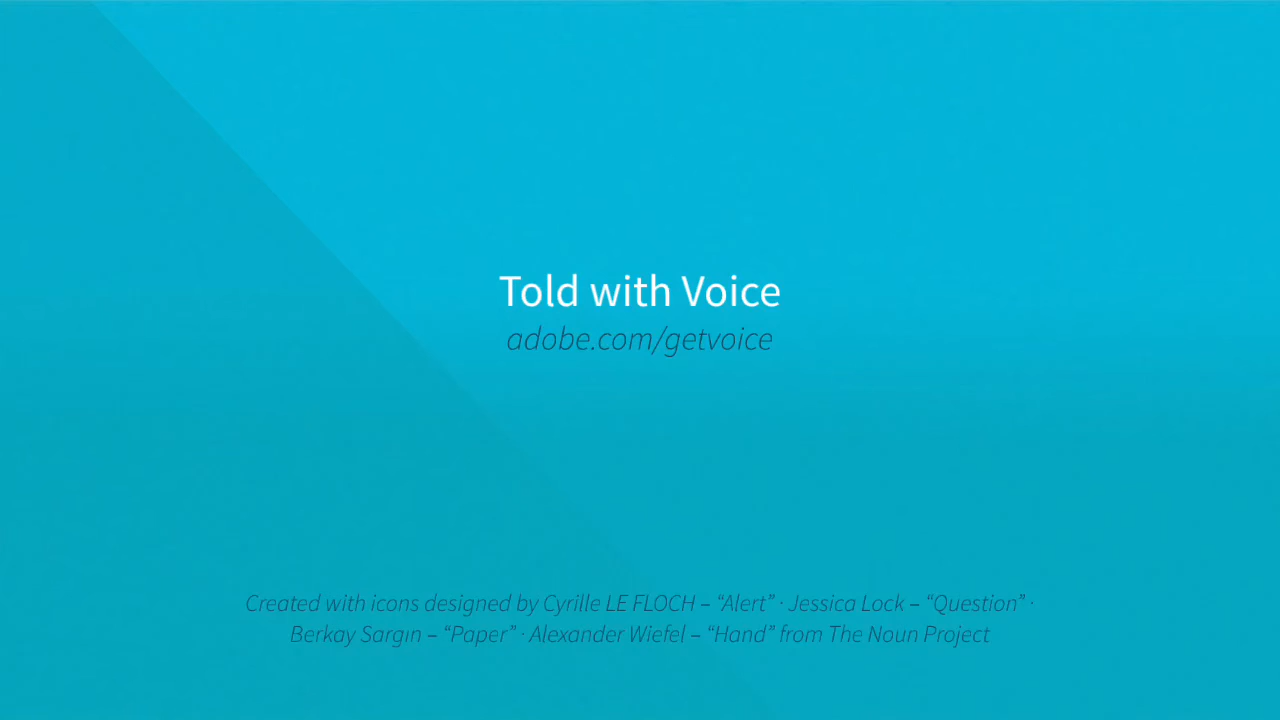 Told with Voice
adobe.com/getvoice
Created with icons designed by Cyrille LE FLOCH – “Alert” · Jessica Lock – “Question” ·
Berkay Sargın – “Paper” · Alexander Wiefel – “Hand” from The Noun Project